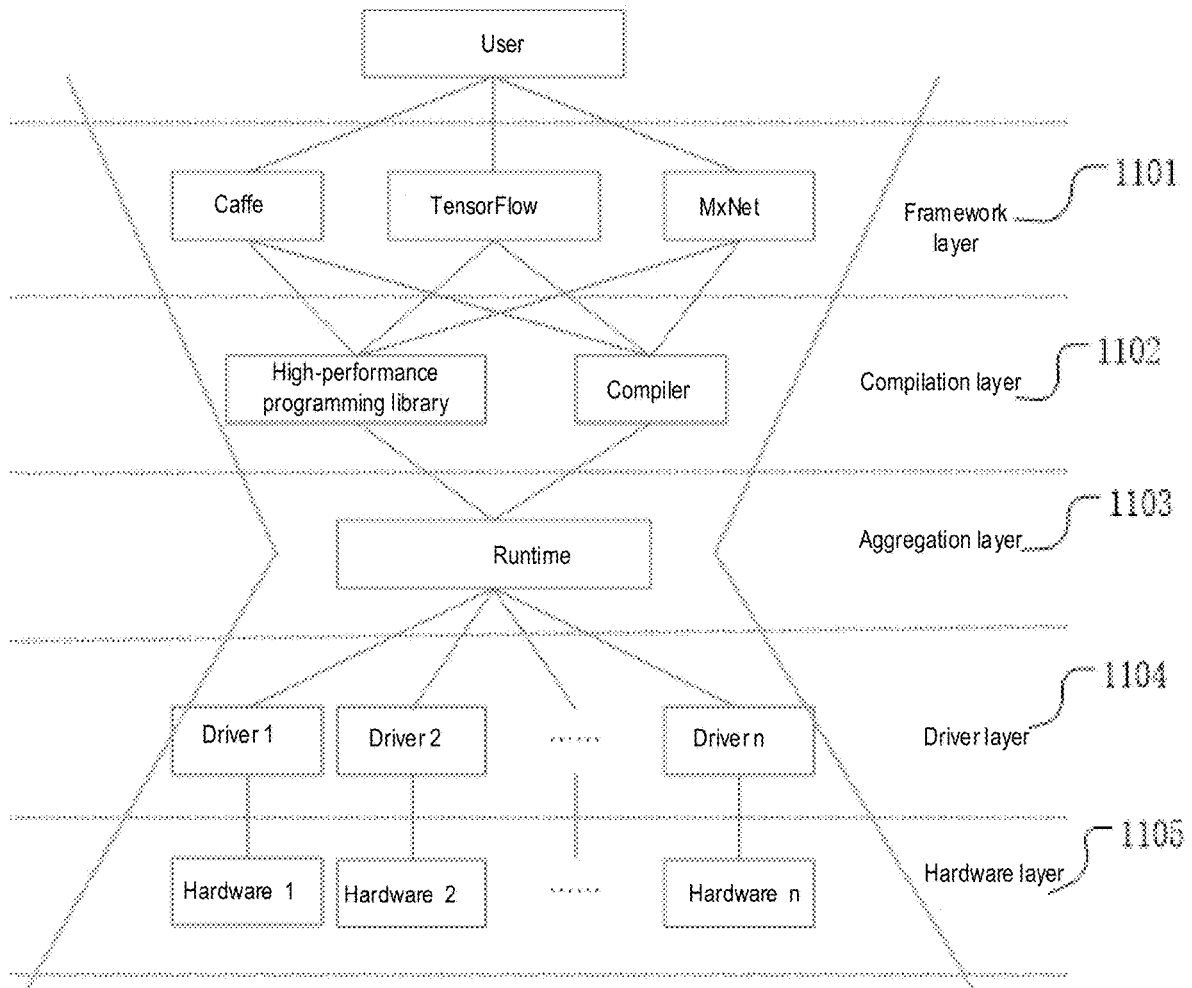 User
Caffe
TensorFlow
MxNet
Framework
layer
1101
High-performance
programming library
Compiler
Compilation layer
1102
Runtime
Aggregation layer
1103
Driver 1
Driver 2
......
Driver n
Driver layer
1104
Hardware 1
Hardware 2
......
Hardware n
Hardware layer
1105